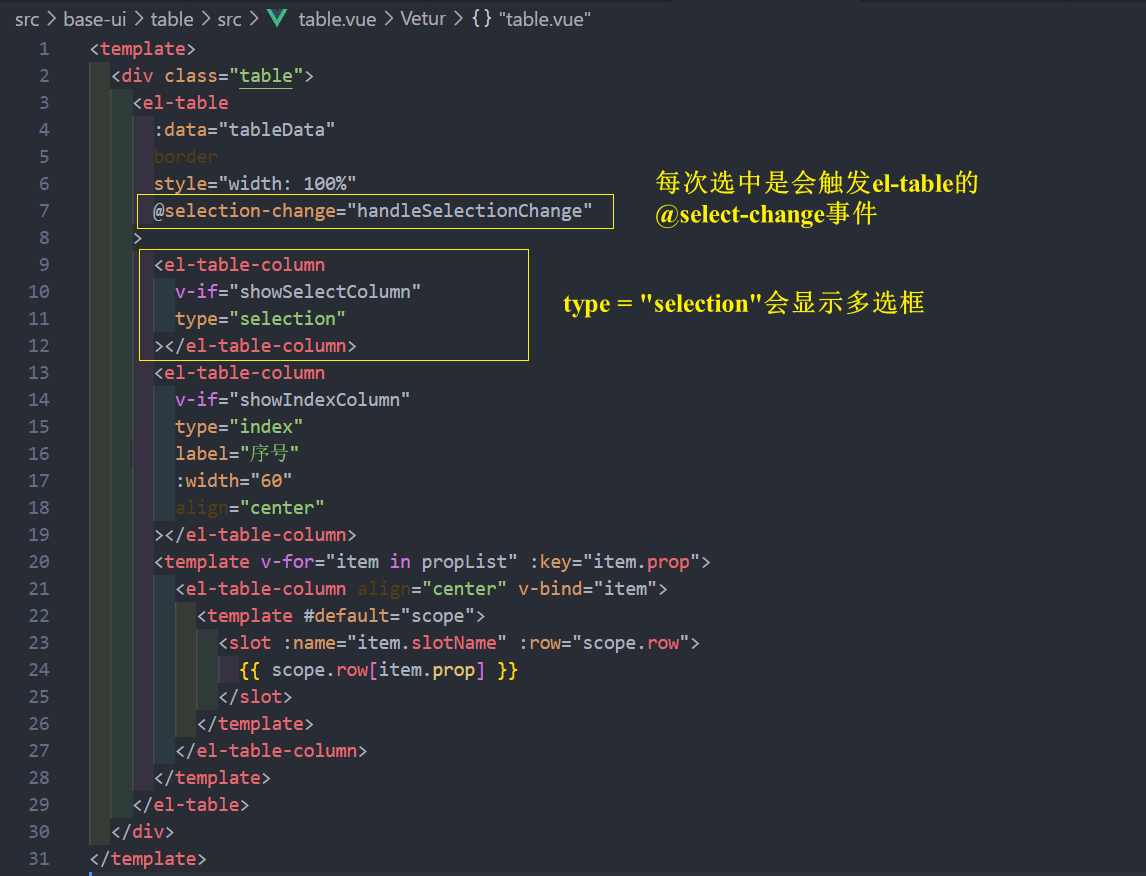 src > base-ui > table > src > table.vue > Vetur > {} "table.vue"
1 <template>
2 <div class="table">
3 <el-table
4 :data="tableData"
5 border
6 style="width: 100%"
7 @selection-change="handleSelectionChange"
8 >
9 <el-table-column
10 v-if="showSelectColumn"
11 type="selection"
12 ></el-table-column>
13 <el-table-column
14 v-if="showIndexColumn"
15 type="index"
16 label="序号"
17 :width="60"
18 align="center"
19 ></el-table-column>
20 <template v-for="item in propList" :key="item.prop">
21 <el-table-column align="center" v-bind="item">
22 <template #default="scope">
23 <slot :name="item.slotName" :row="scope.row">
24 {{ scope.row[item.prop] }}
25 </slot>
26 </template>
27 </el-table-column>
28 </template>
29 </el-table>
30 </div>
31 </template>
每次选中是会触发el-table的
@select-change事件
type = "selection"会显示多选框